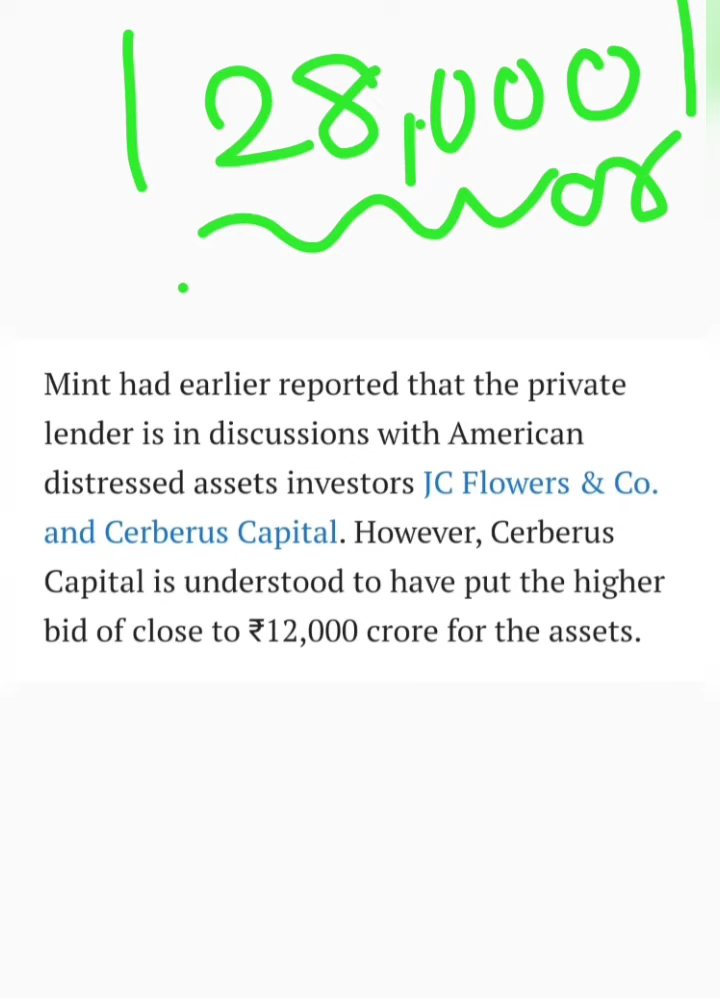 28,000
Mint had earlier reported that the private
lender is in discussions with American
distressed assets investors JC Flowers & Co.
and Cerberus Capital. However, Cerberus
Capital is understood to have put the higher
bid of close to ₹12,000 crore for the assets.